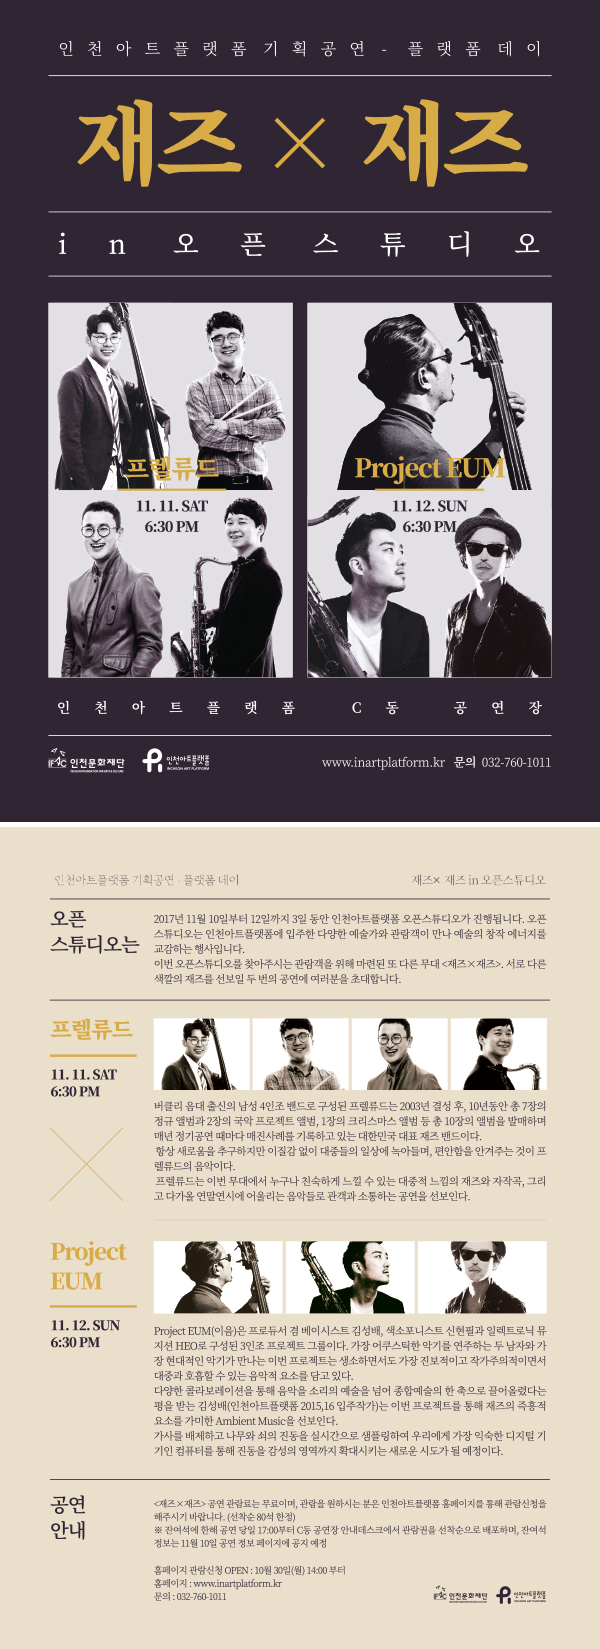 인천아트플랫폼 기획공연 - 플랫폼 데이
재즈×재즈
in 오픈스튜디오
프렐류드
11. 11. SAT
6:30 PM
Project EUM
11. 12. SUN
6:30 PM
인천아트플랫폼 C동 공연장
인천문화재단
인천아트플랫폼
INCHEON ART PLATFORM
www.inartplatform.kr 문의 032-760-1011
인천아트플랫폼 기획공연 - 플랫폼 데이
재즈× 재즈 in 오픈스튜디오
오픈
스튜디오는
2017년 11월 10일부터 12일까지 3일 동안 인천아트플랫폼 오픈스튜디오가 진행됩니다. 오픈
스튜디오는 인천아트플랫폼에 입주한 다양한 예술가와 관람객이 만나 예술의 창작 에너지를
교감하는 행사입니다.
이번 오픈스튜디오를 찾아주시는 관람객을 위해 마련된 또 다른 무대 <재즈×재즈>. 서로 다른
색깔의 재즈를 선보일 두 번의 공연에 여러분을 초대합니다.
프렐류드
11. 11. SAT
6:30 PM
버클리 음대 출신의 남성 4인조 밴드로 구성된 프렐류드는 2003년 결성 후, 10년동안 총 7장의
정규 앨범과 2장의 국악 프로젝트 앨범, 1장의 크리스마스 앨범 등 총 10장의 앨범을 발매하며
매년 정기공연 때마다 매진사례를 기록하고 있는 대한민국 대표 재즈 밴드이다.
항상 새로움을 추구하지만 이질감 없이 대중들의 일상에 녹아들며, 편안함을 안겨주는 것이 프
렐류드의 음악이다.
프렐류드는 이번 무대에서 누구나 친숙하게 느낄 수 있는 대중적 느낌의 재즈와 자작곡, 그리
고 다가올 연말연시에 어울리는 음악들로 관객과 소통하는 공연을 선보인다.
Project
EUM
11. 12. SUN
6:30 PM
Project EUM(이음)은 프로듀서 겸 베이시스트 김성배, 색소포니스트 신현필과 일렉트로닉 뮤
지션 HEO로 구성된 3인조 프로젝트 그룹이다. 가장 어쿠스틱한 악기를 연주하는 두 남자와 가
장 현대적인 악기가 만나는 이번 프로젝트는 생소하면서도 가장 진보적이고 작가주의적이면서
대중과 호흡할 수 있는 음악적 요소를 담고 있다.
다양한 콜라보레이션을 통해 음악을 소리의 예술을 넘어 종합예술의 한 축으로 끌어올렸다는
평을 받는 김성배(인천아트플랫폼 2015,16 입주작가)는 이번 프로젝트를 통해 재즈의 즉흥적
요소를 가미한 Ambient Music을 선보인다.
가사를 배제하고 나무와 쇠의 진동을 실시간으로 샘플링하여 우리에게 가장 익숙한 디지털 기
기인 컴퓨터를 통해 진동을 감성의 영역까지 확대시키는 새로운 시도가 될 예정이다.
공연
안내
<재즈×재즈> 공연 관람료는 무료이며, 관람을 원하시는 분은 인천아트플랫폼 홈페이지를 통해 관람신청을
해주시기 바랍니다. (선착순 80석 한정)
※ 잔여석에 한해 공연 당일 17:00부터 C동 공연장 안내데스크에서 관람권을 선착순으로 배포하며, 잔여석
정보는 11월 10일 공연 정보 페이지에 공지 예정
홈페이지 관람신청 OPEN : 10월 30일(월) 14:00 부터
홈페이지 : www.inartplatform.kr
문의 : 032-760-1011
인천문화재단
인천아트플랫폼